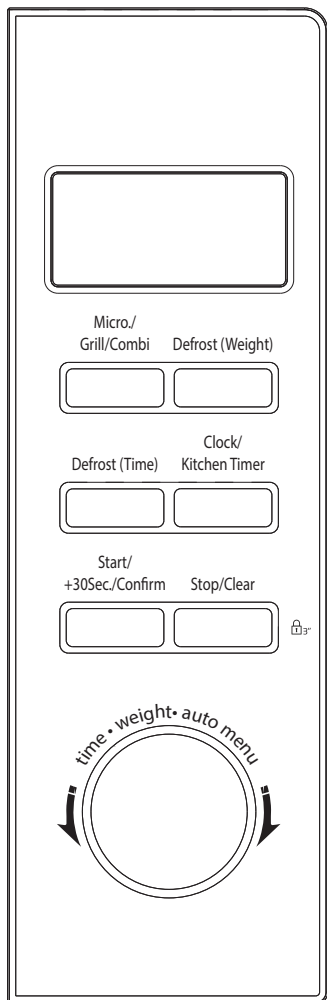 Micro./
Grill/Combi
Defrost (Weight)
Defrost (Time)
Clock/
Kitchen Timer
Start/
+30Sec./Confirm
Stop/Clear
3"
time • weight• auto menu